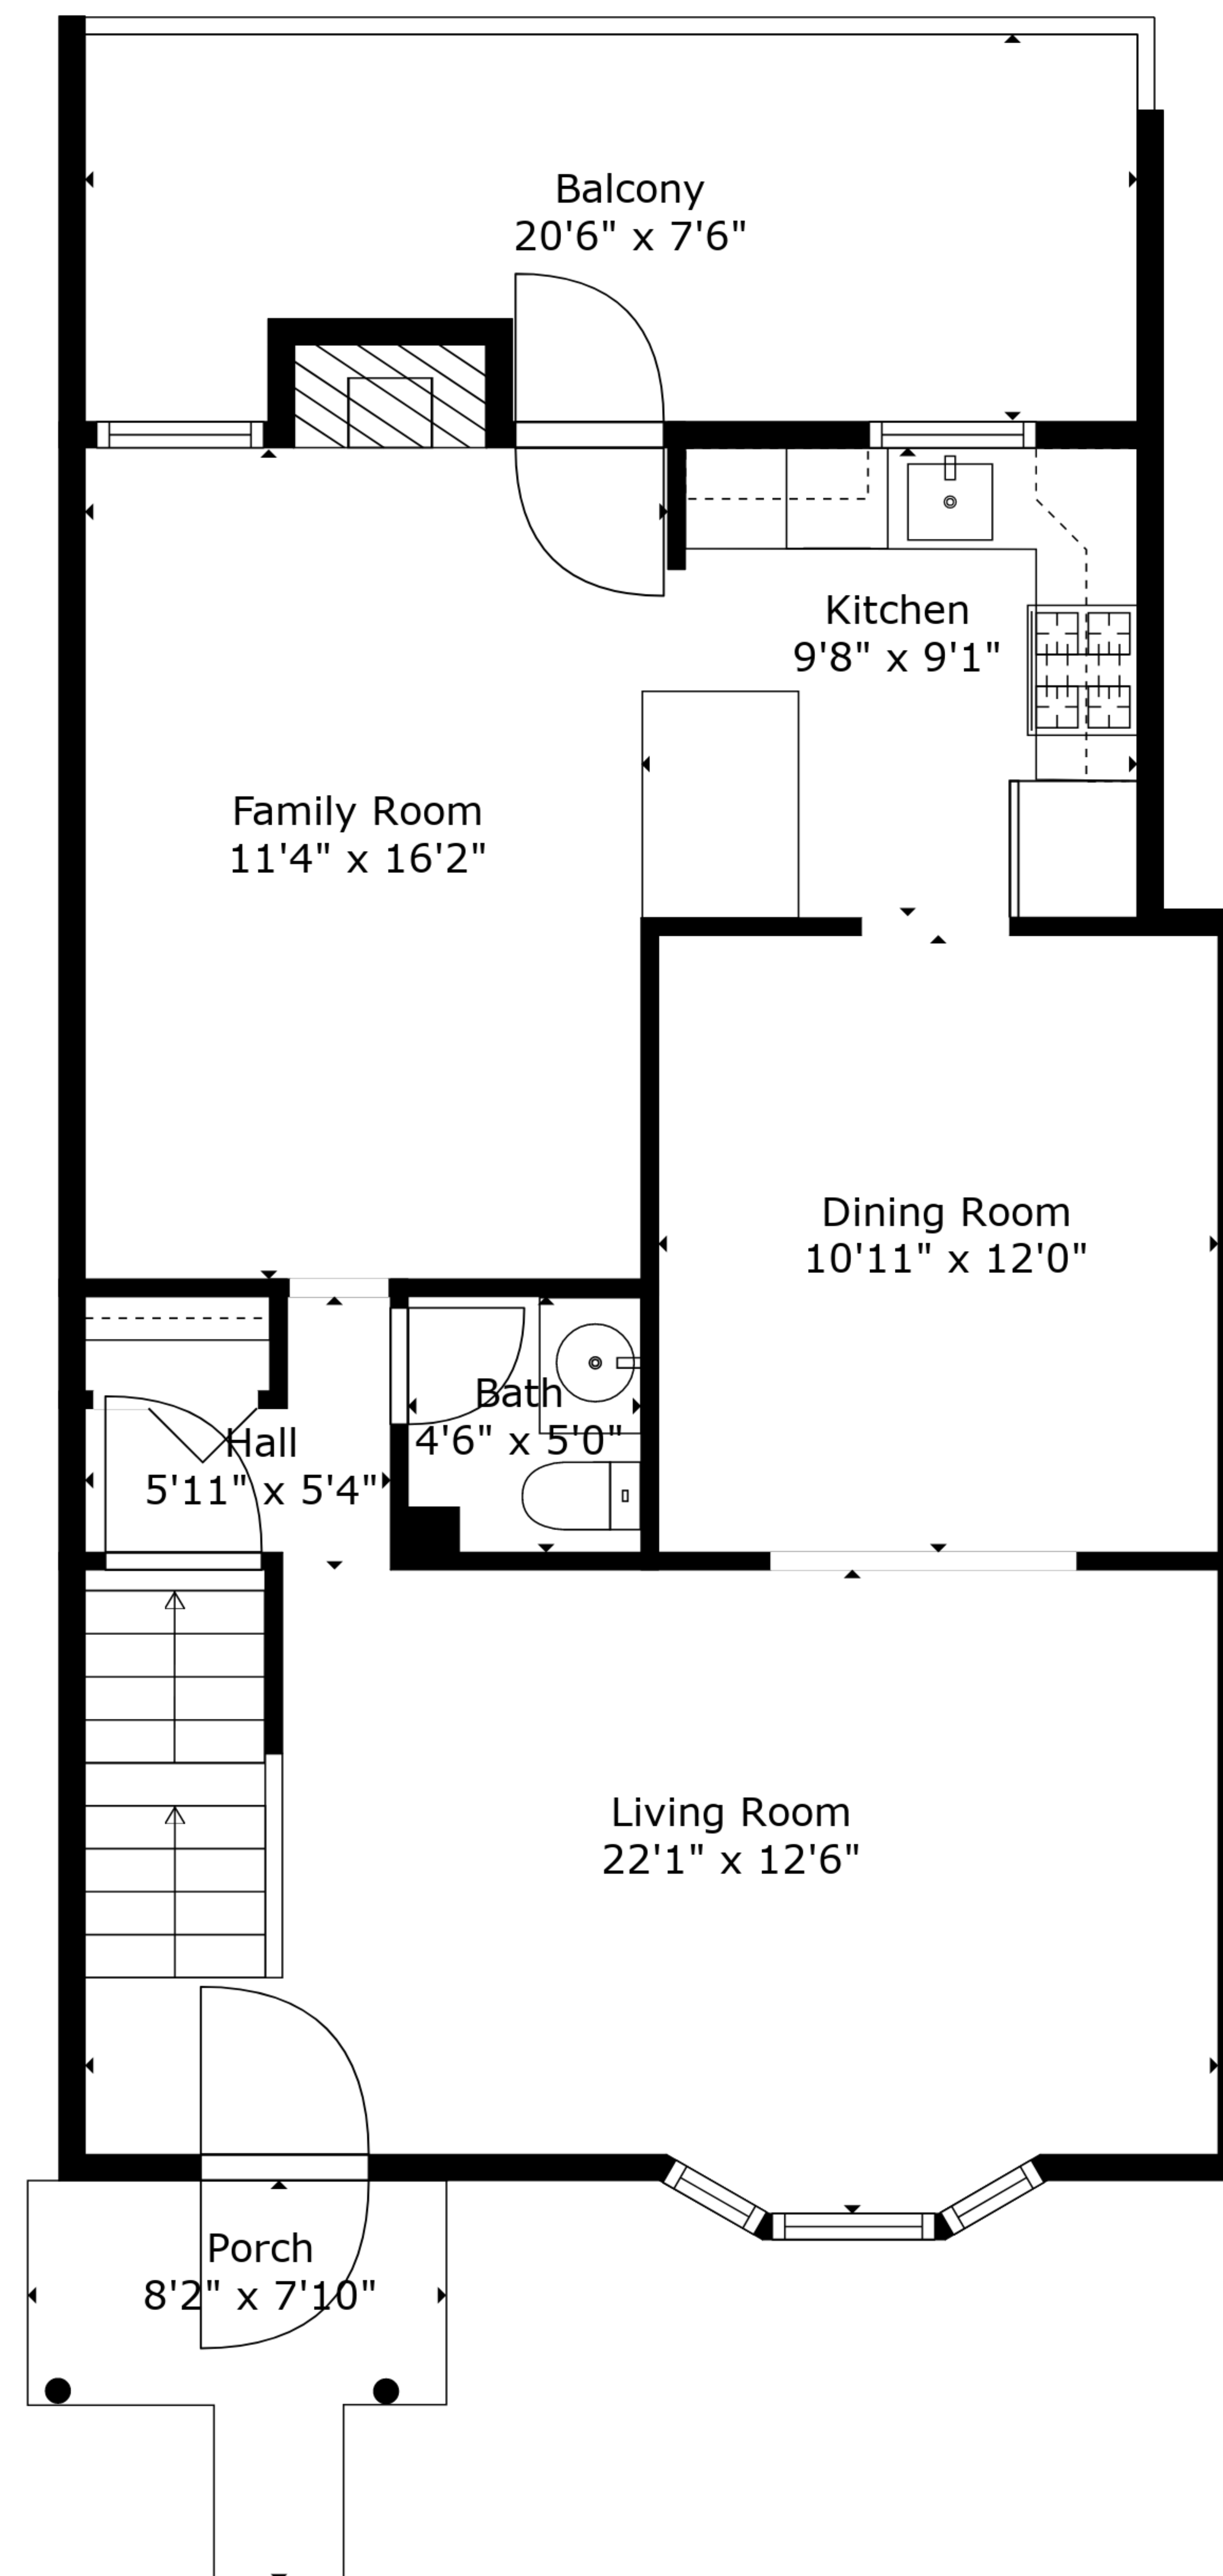 Balcony
20'6" x 7'6"
Kitchen
9'8" x 9'1"
Family Room
11'4" x 16'2"
Dining Room
10'11" x 12'0"
Bath
4'6" x 5'0"
Hall
5'11" x 5'4"
Living Room
22'1" x 12'6"
Porch
8'2" x 7'10"